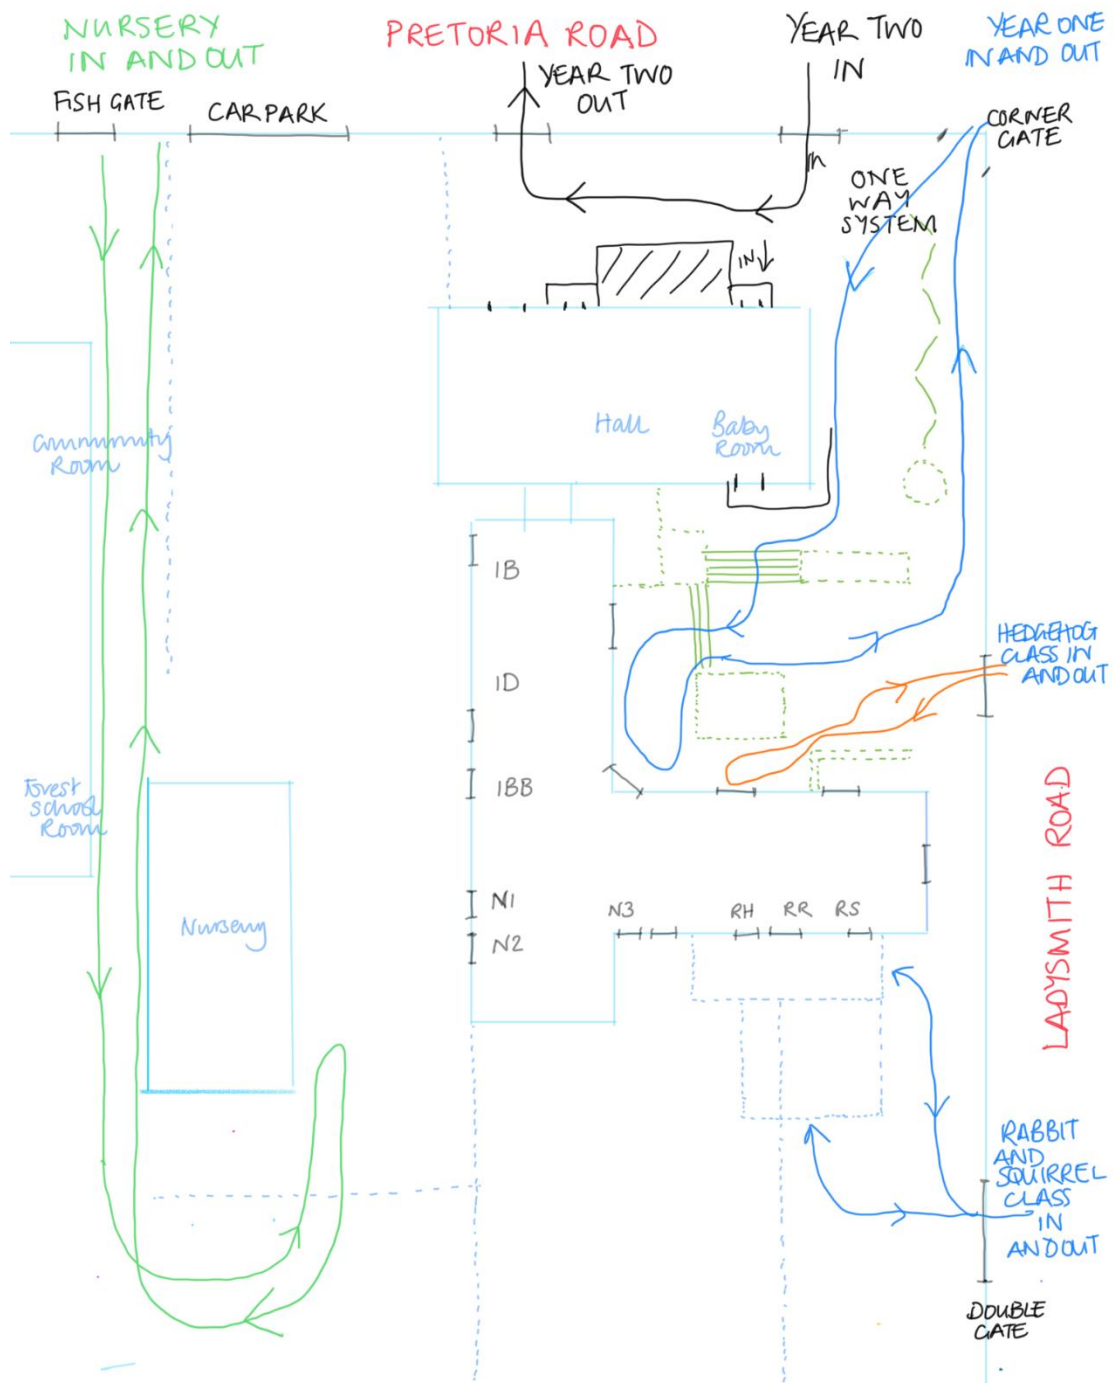 NURSERY
IN AND OUT
PRETORIA ROAD
YEAR TWO
IN
YEAR ONE
IN AND OUT
YEAR TWO
OUT
FISH GATE
CAR PARK
CORNER
GATE
In
ONE
WAY
SYSTEM
IN
Hall
Baby
Room
Community
Room
1B
1D
1BB
HEDGEHOG
CLASS IN
AND OUT
Forest
School
Room
LADYSMITH ROAD
Nursery
N1
N2
N3
RH
RR
RS
RABBIT
AND
SQUIRREL
CLASS
IN
AND OUT
DOUBLE
GATE